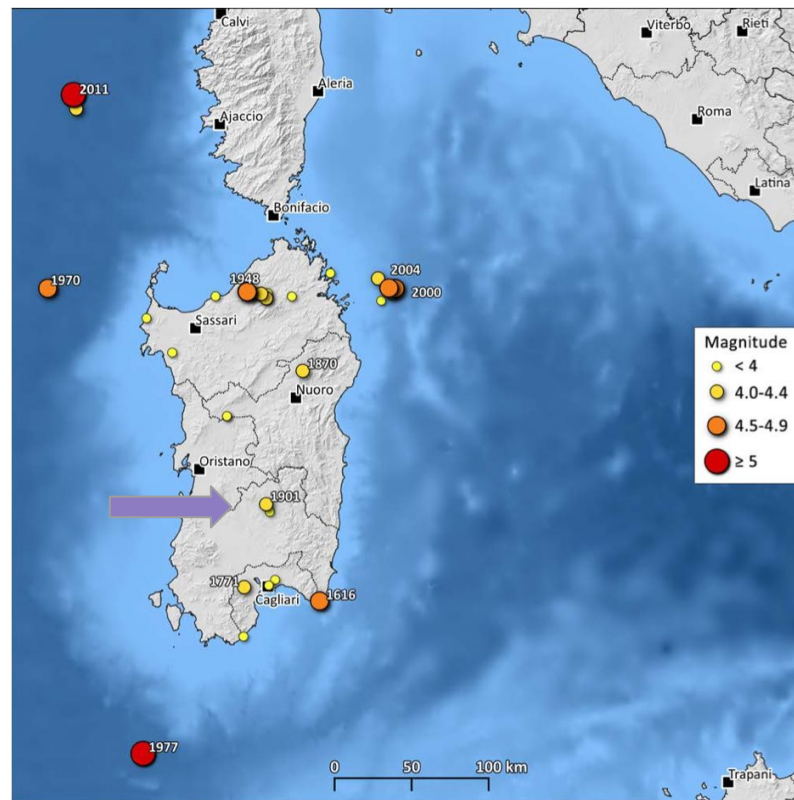 Calvi
Viterbo
Rieti
2011
Aleria
Ajaccio
Roma
Latina
Bonifacio
1970
1948
2004
2000
Sassari
Magnitude
< 4
4.0-4.4
4.5-4.9
≥ 5
1870
Nuoro
Oristano
1901
1771
Cagliari
1616
1977
0 50 100 km
Trapani